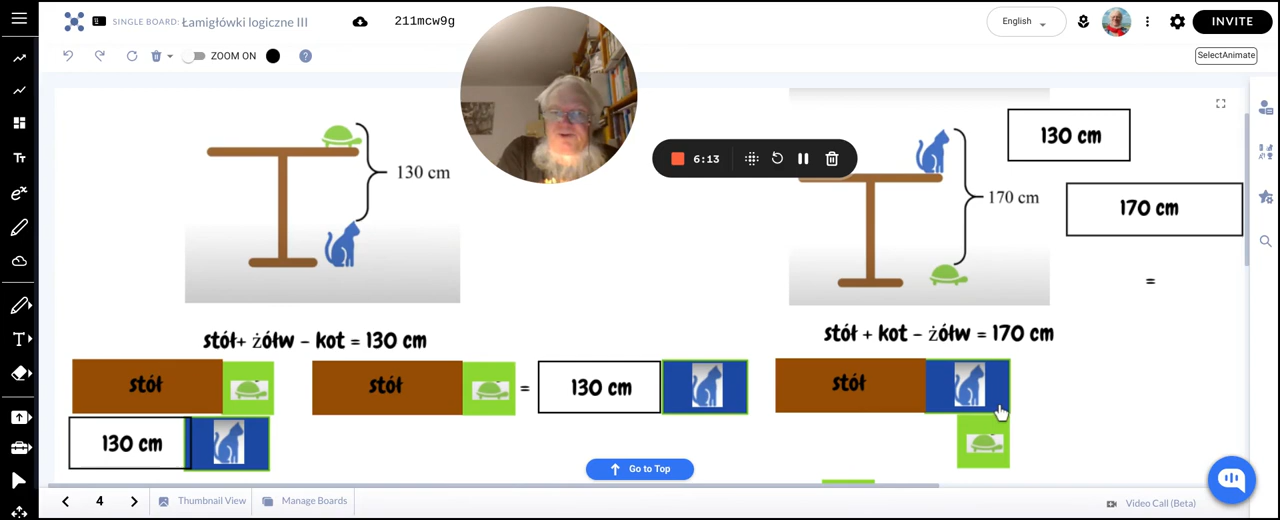 SINGLE BOARD: Łamigłówki logiczne III
211mcw9g
English
INVITE
ZOOM ON
SelectAnimate
6:13
130 cm
170 cm
130 cm
170 cm
=
stół+ żółw - kot = 130 cm
stół + kot - żółw = 170 cm
stół
stół
=
130 cm
stół
130 cm
Go to Top
4
Thumbnail View
Manage Boards
Video Call (Beta)